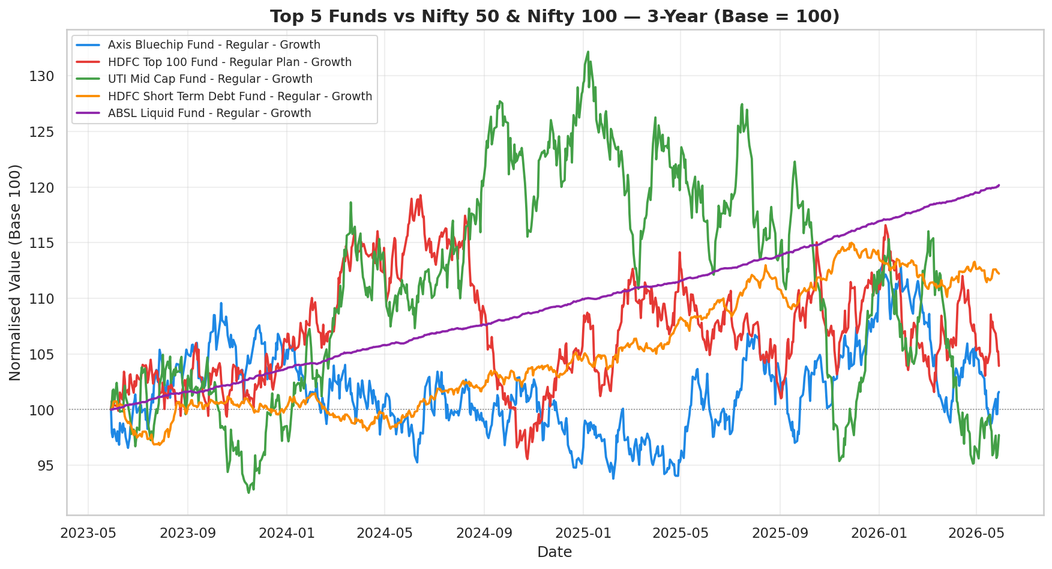 Top 5 Funds vs Nifty 50 & Nifty 100 — 3-Year (Base = 100)
Axis Bluechip Fund - Regular - Growth
HDFC Top 100 Fund - Regular Plan - Growth
UTI Mid Cap Fund - Regular - Growth
HDFC Short Term Debt Fund - Regular - Growth
ABSL Liquid Fund - Regular - Growth
Normalised Value (Base 100)
130
125
120
115
110
105
100
95
2023-05 2023-09 2024-01 2024-05 2024-09 2025-01 2025-05 2025-09 2026-01 2026-05
Date